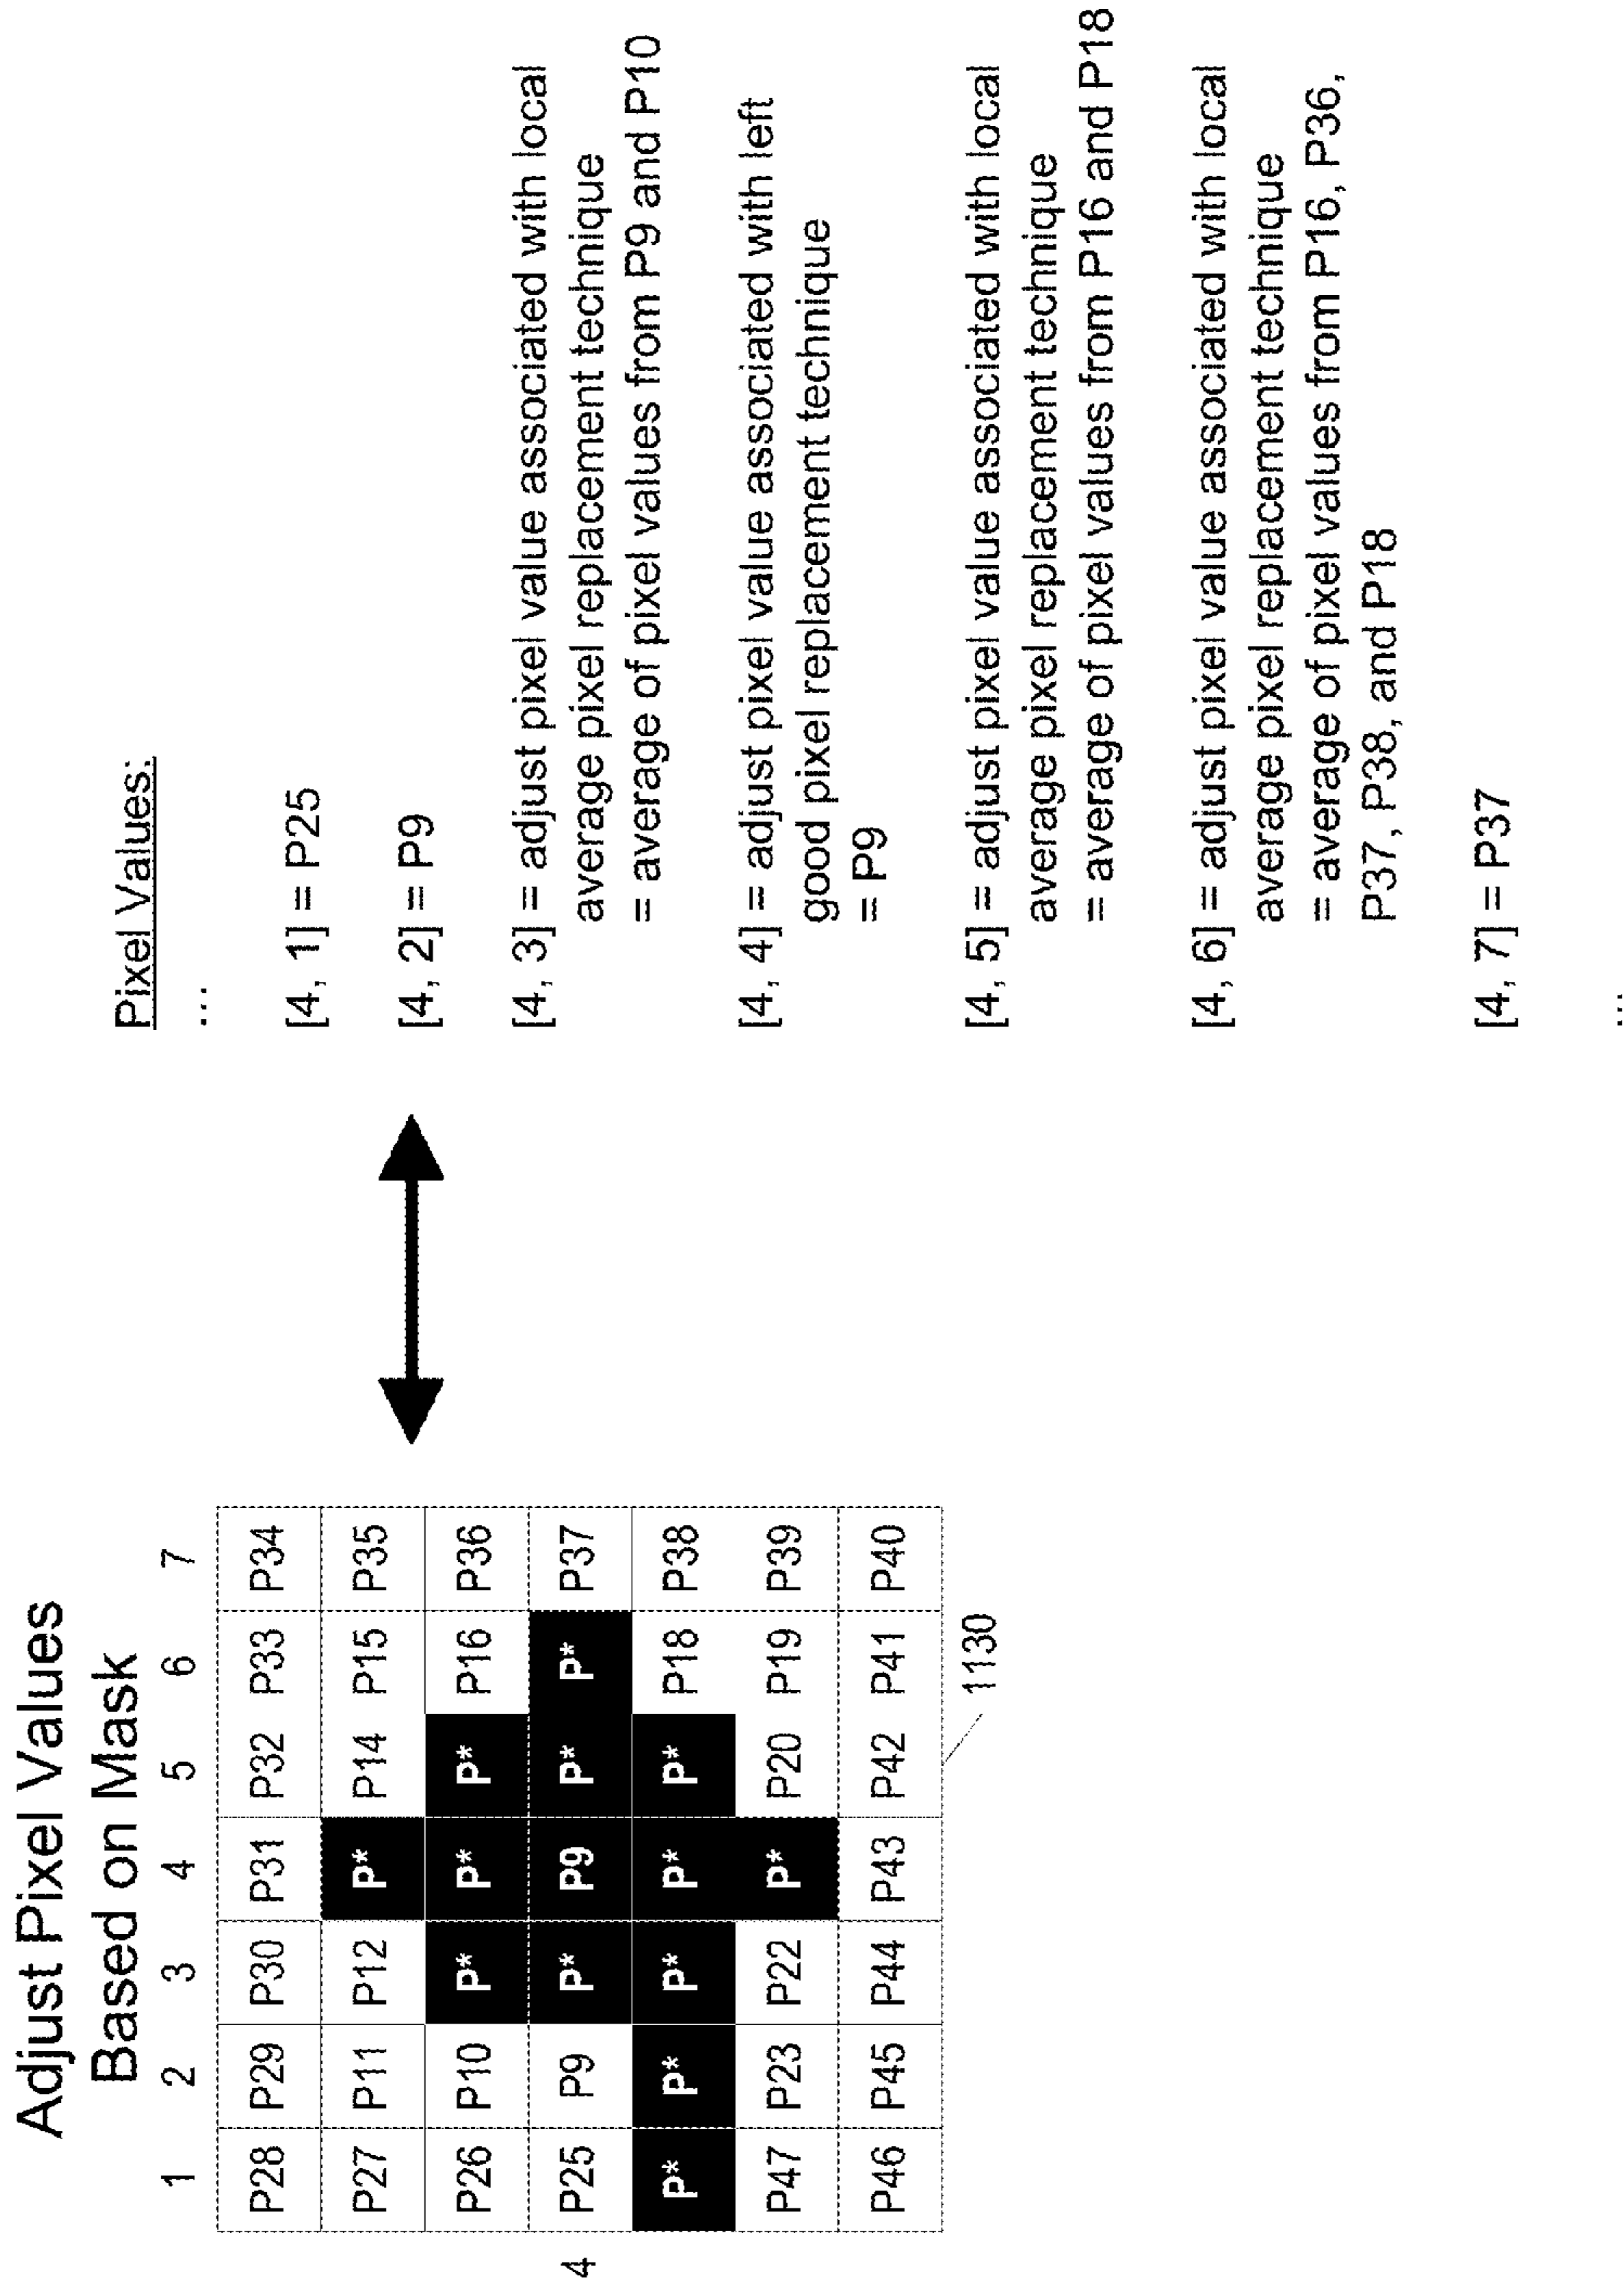 Adjust Pixel Values
Based on Mask
1 2 3 4 5 6 7
P28 P29 P30 P31 P32 P33 P34
P27 P11 P12 P* P14 P15 P35
P26 P10 P* P* P* P16 P36
4 P25 P9 P* P9 P* P* P37
P* P* P* P* P* P18 P38
P47 P23 P22 P* P20 P19 P39
P46 P45 P44 P43 P42 P41 P40
1130
Pixel Values:
...
[4, 1] = P25
[4, 2] = P9
[4, 3] = adjust pixel value associated with local
average pixel replacement technique
= average of pixel values from P9 and P10
[4, 4] = adjust pixel value associated with left
good pixel replacement technique
= P9
[4, 5] = adjust pixel value associated with local
average pixel replacement technique
= average of pixel values from P16 and P18
[4, 6] = adjust pixel value associated with local
average pixel replacement technique
= average of pixel values from P16, P36,
P37, P38, and P18
[4, 7] = P37
...